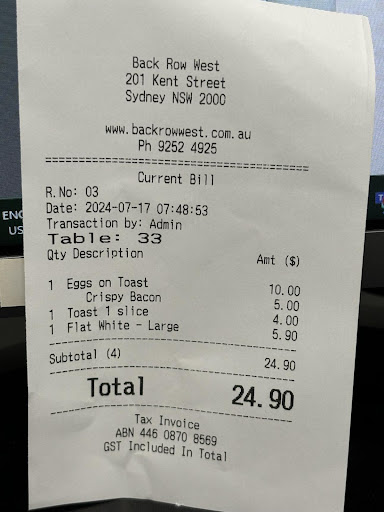 Back Row West
201 Kent Street
Sydney NSW 2000
www.backrowwest.com.au
Ph 9252 4925
Current Bill
R.No: 03
Date: 2024-07-17 07:48:53
Transaction by: Admin
Table: 33
Qty Description Amt ($)
1 Eggs on Toast 10.00
Crispy Bacon 5.00
1 Toast 1 slice 4.00
1 Flat White - Large 5.90
Subtotal (4) 24.90
Total 24.90
Tax Invoice
ABN 446 0870 8569
GST Included In Total
ENG
US